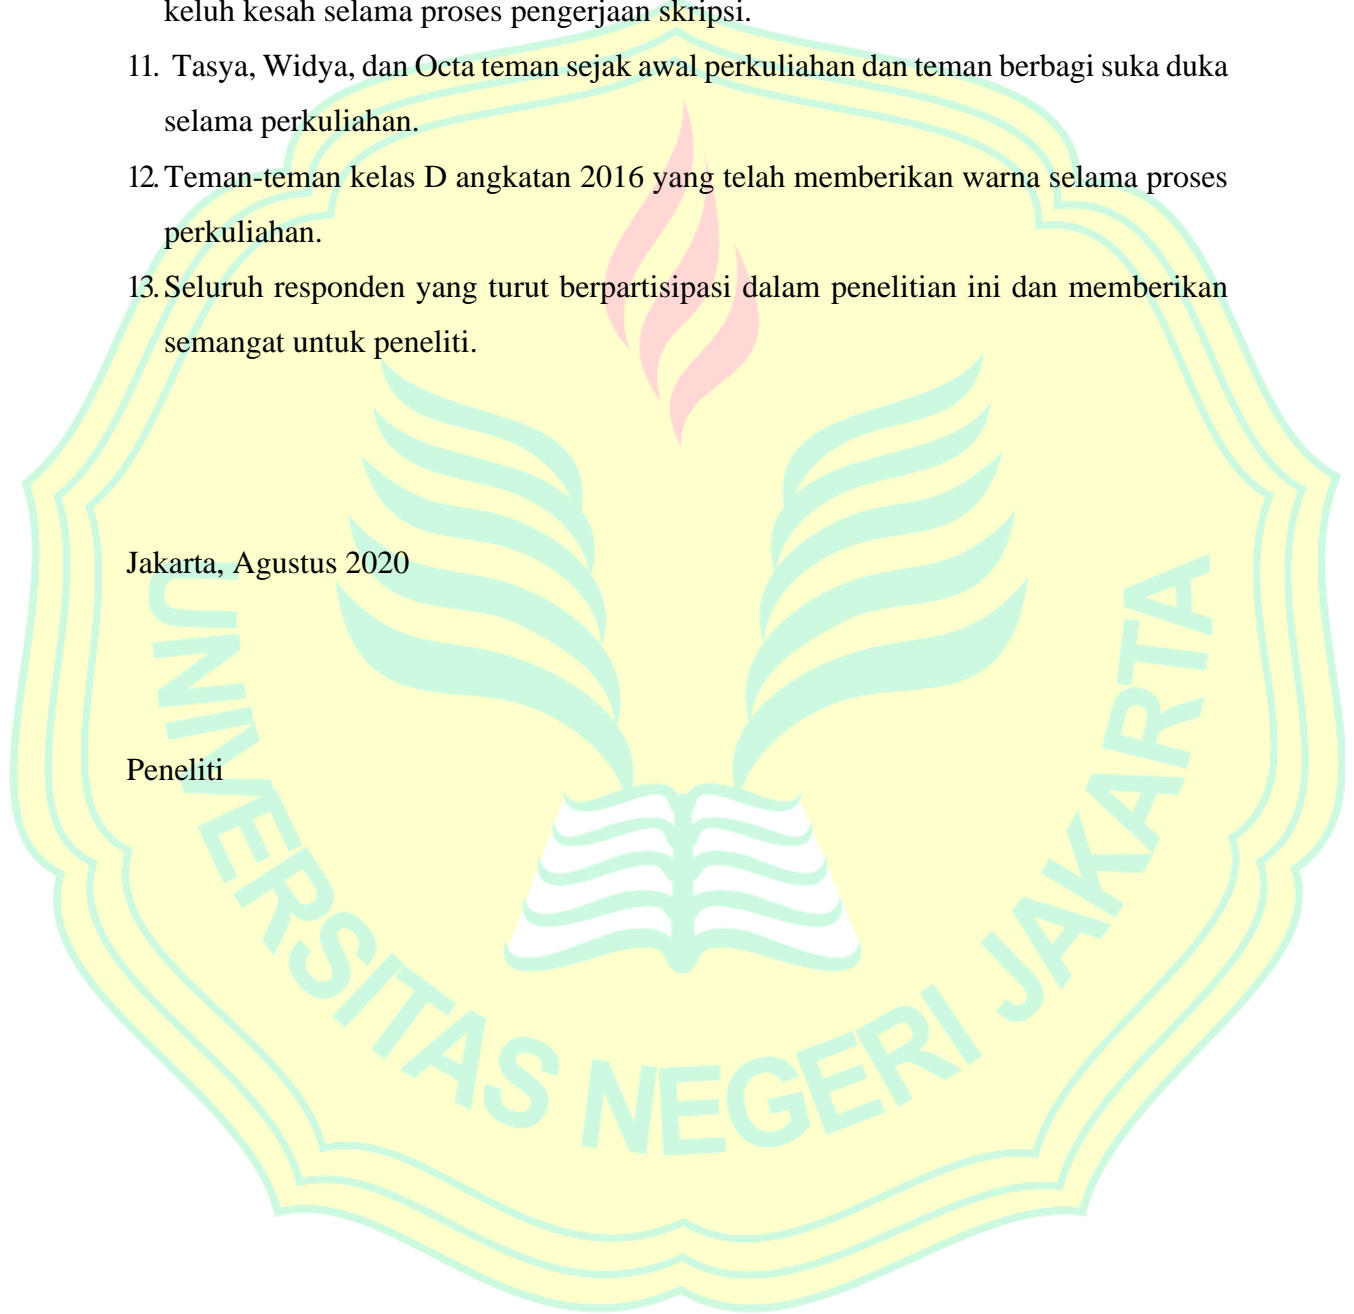 keluh kesah selama proses pengerjaan skripsi.
11. Tasya, Widya, dan Octa teman sejak awal perkuliahan dan teman berbagi suka duka
selama perkuliahan.
12. Teman-teman kelas D angkatan 2016 yang telah memberikan warna selama proses
perkuliahan.
13. Seluruh responden yang turut berpartisipasi dalam penelitian ini dan memberikan
semangat untuk peneliti.
Jakarta, Agustus 2020
Peneliti
UNIVERSITAS NEGERI JAKARTA